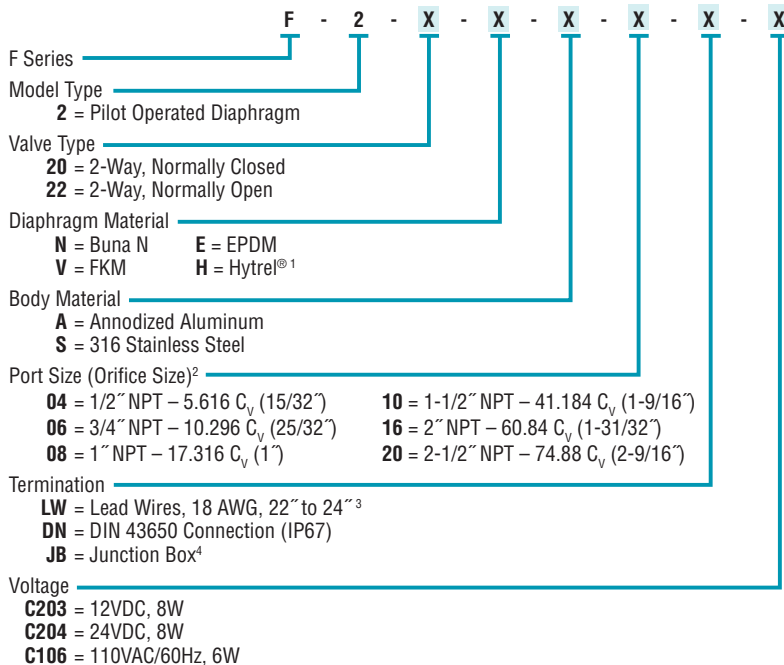 F - 2 - X - X - X - X - X - X
F Series
Model Type
2 = Pilot Operated Diaphragm
Valve Type
20 = 2-Way, Normally Closed
22 = 2-Way, Normally Open
Diaphragm Material
N = Buna N E = EPDM
V = FKM H = Hytrel® 1
Body Material
A = Annodized Aluminum
S = 316 Stainless Steel
Port Size (Orifice Size)2
04 = 1/2˝ NPT – 5.616 CV (15/32˝) 10 = 1-1/2˝ NPT – 41.184 CV (1-9/16˝)
06 = 3/4˝ NPT – 10.296 CV (25/32˝) 16 = 2˝ NPT – 60.84 CV (1-31/32˝)
08 = 1˝ NPT – 17.316 CV (1˝) 20 = 2-1/2˝ NPT – 74.88 CV (2-9/16˝)
Termination
LW = Lead Wires, 18 AWG, 22˝ to 24˝ 3
DN = DIN 43650 Connection (IP67)
JB = Junction Box4
Voltage
C203 = 12VDC, 8W
C204 = 24VDC, 8W
C106 = 110VAC/60Hz, 6W